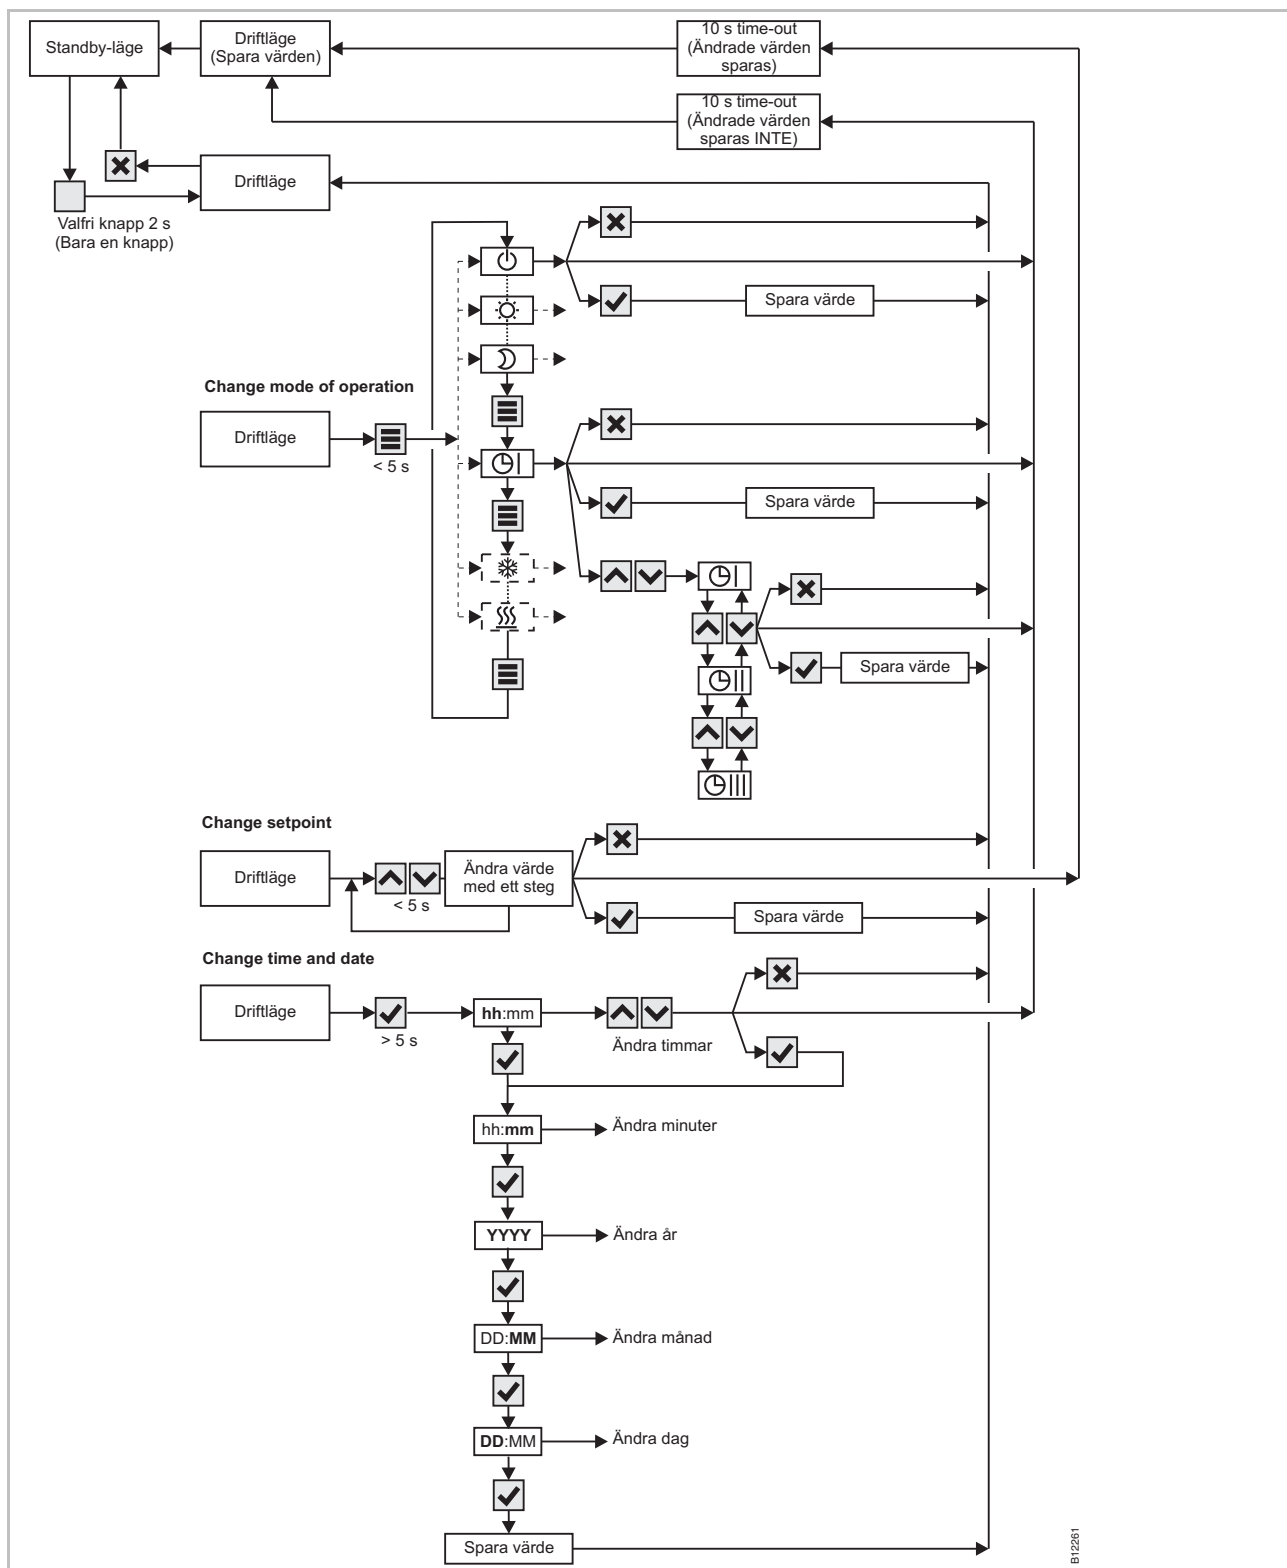 Standby-läge
Driftläge
(Spara värden)
10 s time-out
(Ändrade värden
sparas)
10 s time-out
(Ändrade värden
sparas INTE)
Driftläge
Valfri knapp 2 s
(Bara en knapp)
Spara värde
Change mode of operation
Driftläge
< 5 s
Spara värde
Spara värde
Change setpoint
Driftläge
< 5 s
Ändra värde
med ett steg
Spara värde
Change time and date
Driftläge
> 5 s
hh:mm
Ändra timmar
hh:mm
Ändra minuter
YYYY
Ändra år
DD:MM
Ändra månad
DD:MM
Ändra dag
Spara värde
B12261